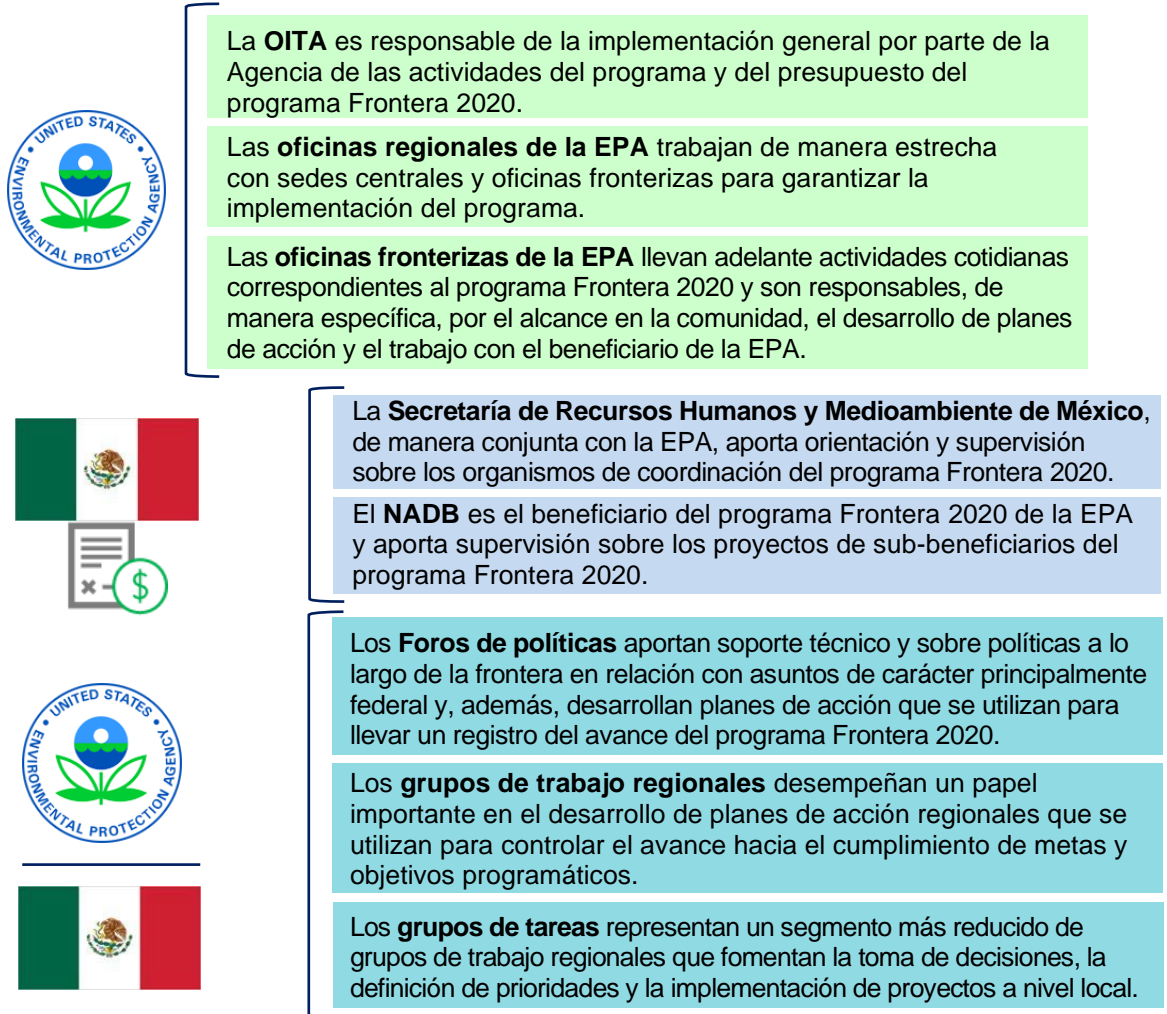 La OITA es responsable de la implementación general por parte de la
Agencia de las actividades del programa y del presupuesto del
programa Frontera 2020.
UNITED STATES • ENVIRONMENTAL PROTECTION AGENCY •
Las oficinas regionales de la EPA trabajan de manera estrecha
con sedes centrales y oficinas fronterizas para garantizar la
implementación del programa.
Las oficinas fronterizas de la EPA llevan adelante actividades cotidianas
correspondientes al programa Frontera 2020 y son responsables, de
manera específica, por el alcance en la comunidad, el desarrollo de planes
de acción y el trabajo con el beneficiario de la EPA.
La Secretaría de Recursos Humanos y Medioambiente de México,
de manera conjunta con la EPA, aporta orientación y supervisión
sobre los organismos de coordinación del programa Frontera 2020.
El NADB es el beneficiario del programa Frontera 2020 de la EPA
y aporta supervisión sobre los proyectos de sub-beneficiarios del
programa Frontera 2020.
$
Los Foros de políticas aportan soporte técnico y sobre políticas a lo
largo de la frontera en relación con asuntos de carácter principalmente
federal y, además, desarrollan planes de acción que se utilizan para
llevar un registro del avance del programa Frontera 2020.
UNITED STATES • ENVIRONMENTAL PROTECTION AGENCY •
Los grupos de trabajo regionales desempeñan un papel
importante en el desarrollo de planes de acción regionales que se
utilizan para controlar el avance hacia el cumplimiento de metas y
objetivos programáticos.
Los grupos de tareas representan un segmento más reducido de
grupos de trabajo regionales que fomentan la toma de decisiones, la
definición de prioridades y la implementación de proyectos a nivel local.